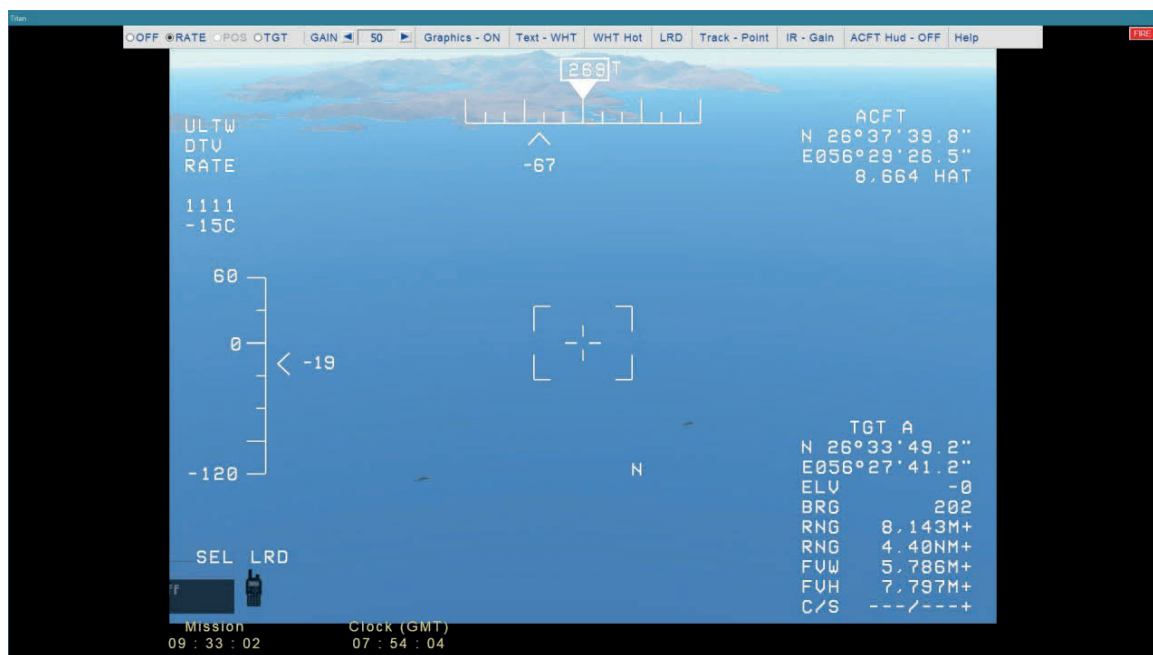 Titan
OFF RATE POS TGT GAIN 50 Graphics - ON Text - WHT WHT Hot LRD Track - Point IR - Gain ACFT Hud - OFF Help FIRE
269T
ULTW
DTV
RATE
1111
-15C
-67
ACFT
N 26°37'39.8"
E056°29'26.5"
8,664 HAT
60
0
-19
-120
N
TGT A
N 26°33'49.2"
E056°27'41.2"
ELV -0
BRG 202
RNG 8,143M+
RNG 4.40NM+
FVW 5,786M+
FVH 7,797M+
C/S ---/---+
SEL LRD
ff
Mission Clock (GMT)
09 : 33 : 02 07 : 54 : 04